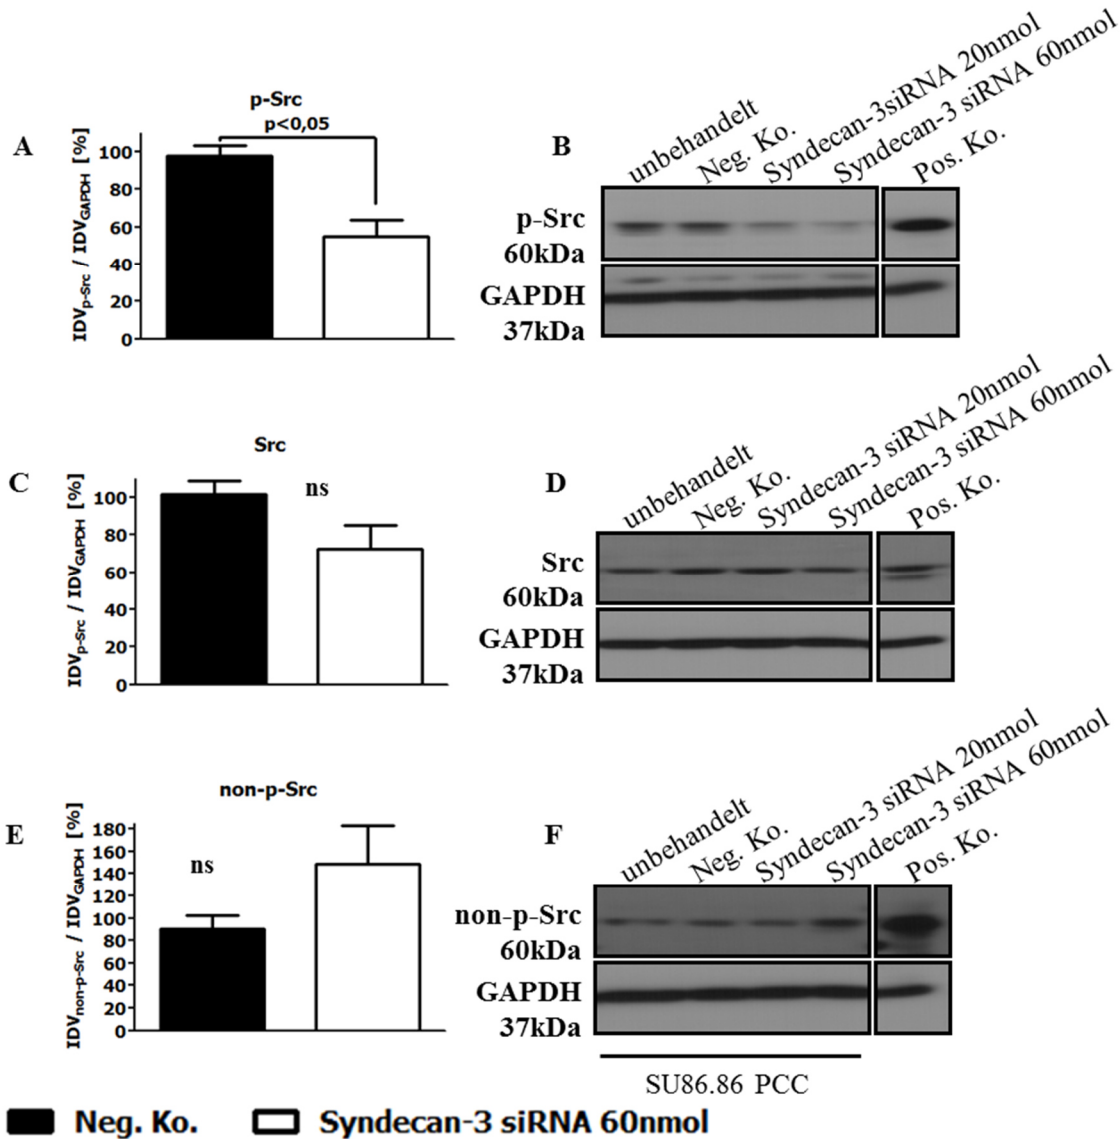 A
p-Src
p<0,05
IDVp-Src / IDVGAPDH [%]
100
80
60
40
20
0
B
unbehandelt
Neg. Ko.
Syndecan-3siRNA 20nmol
Syndecan-3 siRNA 60nmol
Pos. Ko.
p-Src
60kDa
GAPDH
37kDa
C
Src
ns
IDVp-Src / IDVGAPDH [%]
100
80
60
40
20
0
D
unbehandelt
Neg. Ko.
Syndecan-3 siRNA 20nmol
Syndecan-3 siRNA 60nmol
Pos. Ko.
Src
60kDa
GAPDH
37kDa
E
non-p-Src
ns
IDVnon-p-Src / IDVGAPDH [%]
180
160
140
120
100
80
60
40
20
0
F
unbehandelt
Neg. Ko.
Syndecan-3 siRNA 20nmol
Syndecan-3 siRNA 60nmol
Pos. Ko.
non-p-Src
60kDa
GAPDH
37kDa
SU86.86 PCC
Neg. Ko.
Syndecan-3 siRNA 60nmol